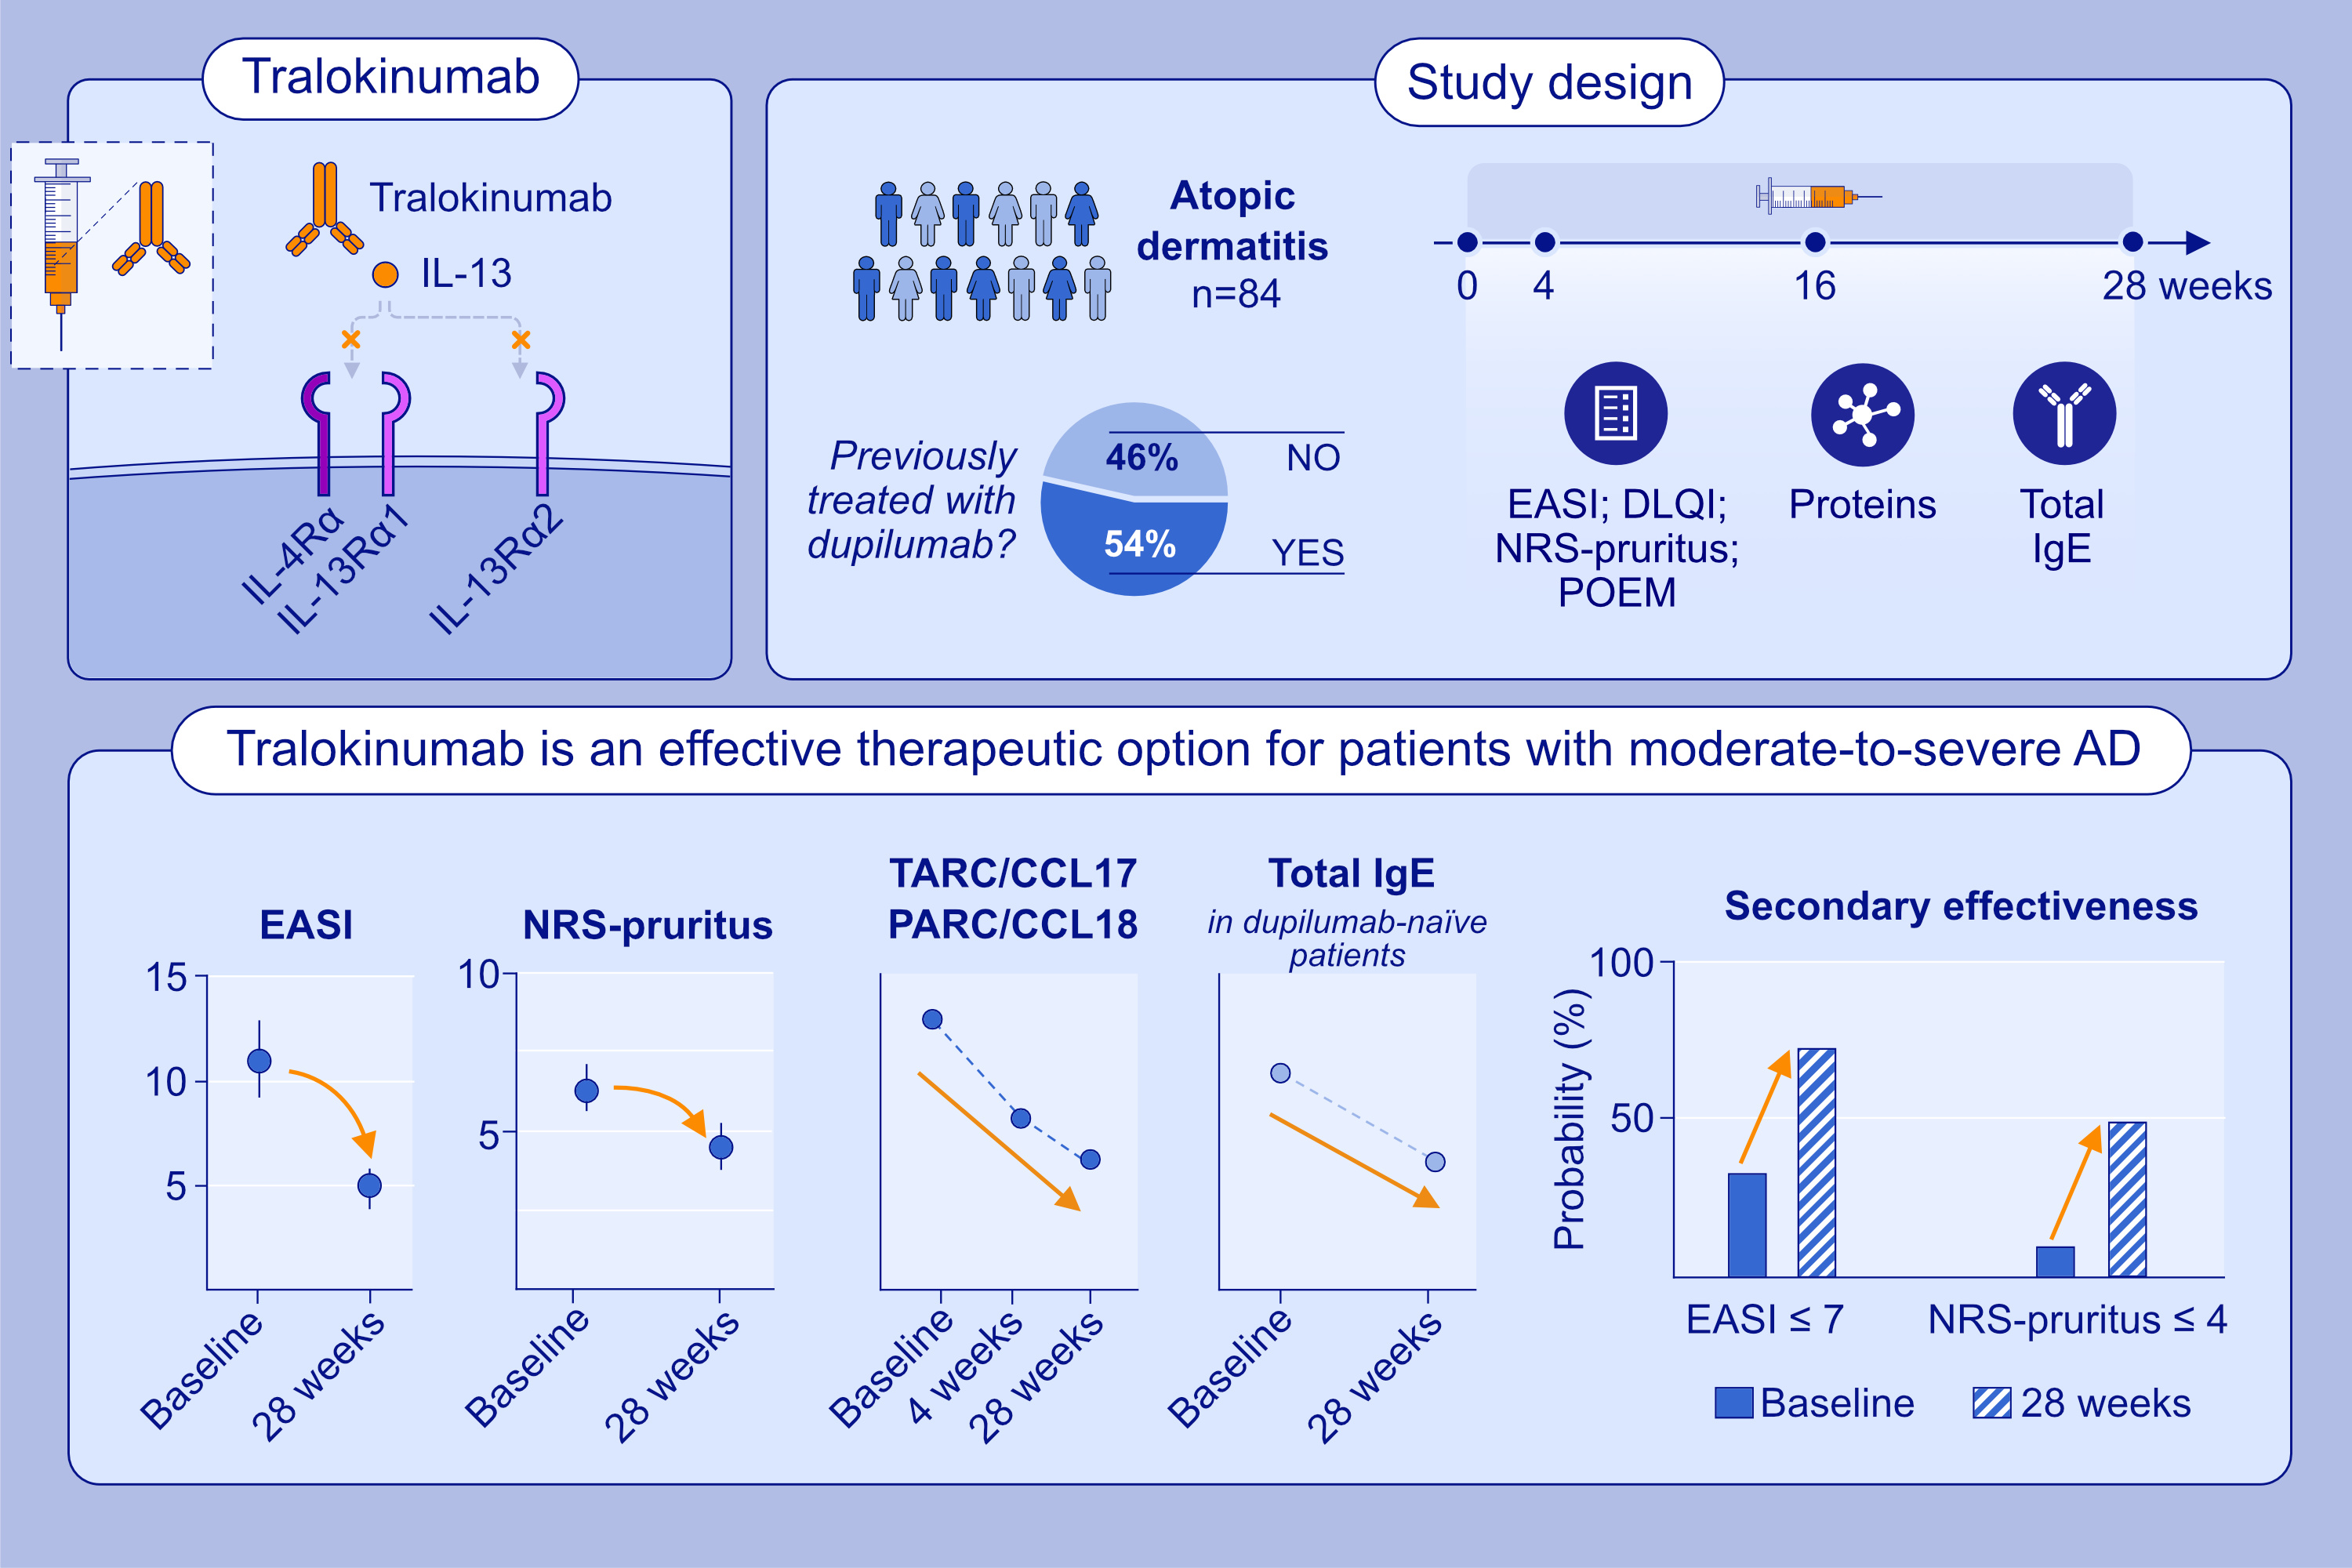 Tralokinumab
Tralokinumab
IL-13
IL-4Rα
IL-13Rα1
IL-13Rα2
Study design
Atopic
dermatitis
n=84
0
4
16
28 weeks
Previously
treated with
dupilumab?
46%
NO
54%
YES
EASI; DLQI;
NRS-pruritus;
POEM
Proteins
Total
IgE
Tralokinumab is an effective therapeutic option for patients with moderate-to-severe AD
EASI
15
10
5
Baseline
28 weeks
NRS-pruritus
10
5
Baseline
28 weeks
TARC/CCL17
PARC/CCL18
Baseline
4 weeks
28 weeks
Total IgE
in dupilumab-naïve
patients
Baseline
28 weeks
Secondary effectiveness
Probability (%)
100
50
EASI ≤ 7
NRS-pruritus ≤ 4
Baseline
28 weeks